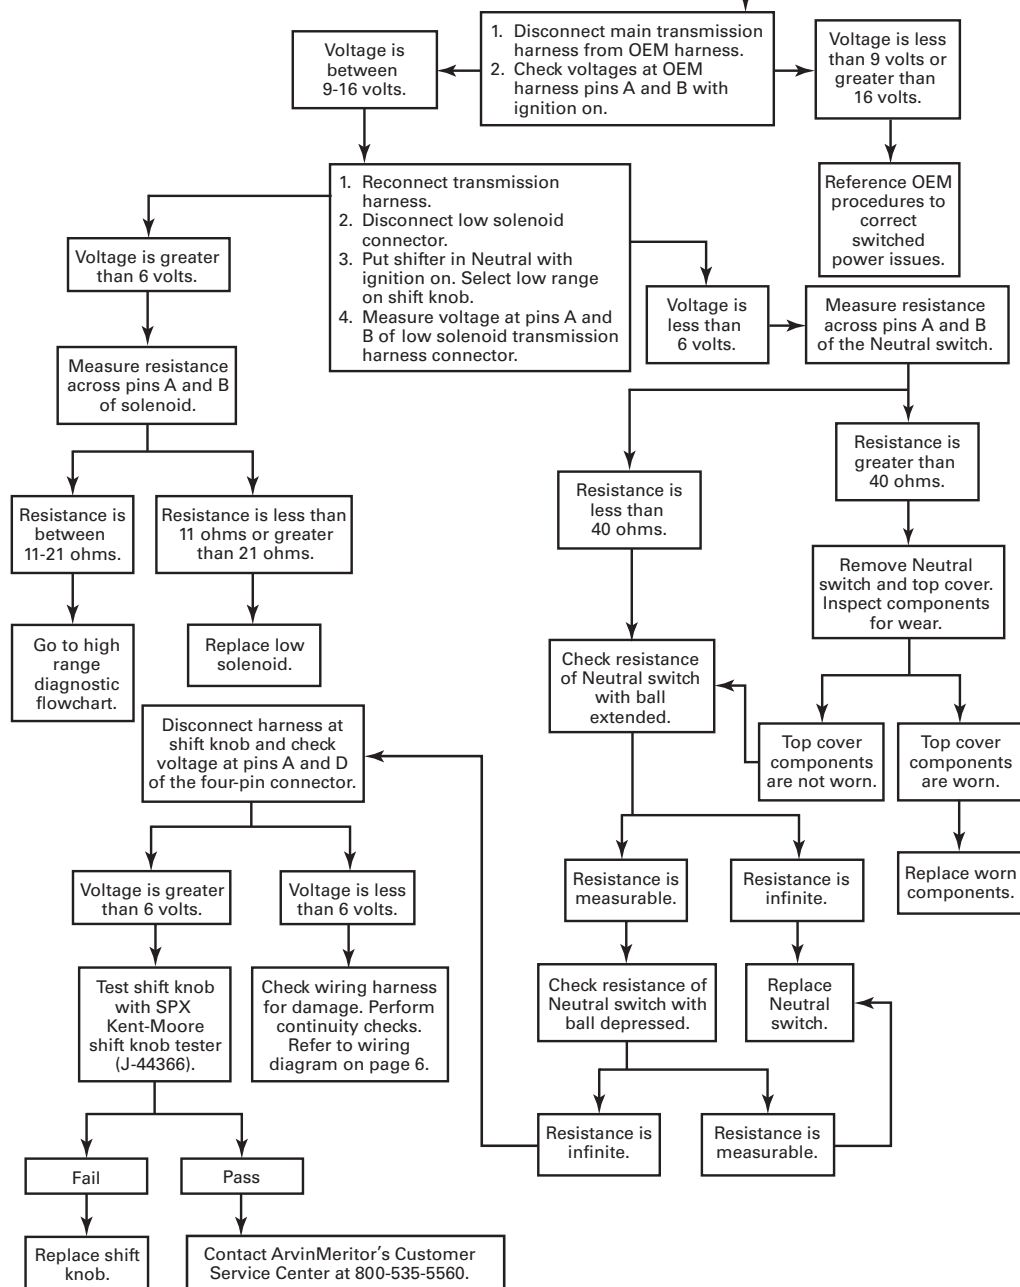 1. Disconnect main transmission
harness from OEM harness.
2. Check voltages at OEM
harness pins A and B with
ignition on.
Voltage is
between
9-16 volts.
Voltage is less
than 9 volts or
greater than
16 volts.
Reference OEM
procedures to
correct
switched
power issues.
1. Reconnect transmission
harness.
2. Disconnect low solenoid
connector.
3. Put shifter in Neutral with
ignition on. Select low range
on shift knob.
4. Measure voltage at pins A and
B of low solenoid transmission
harness connector.
Voltage is greater
than 6 volts.
Voltage is
less than
6 volts.
Measure resistance
across pins A and B
of the Neutral switch.
Measure resistance
across pins A and B
of solenoid.
Resistance is
between
11-21 ohms.
Resistance is less than
11 ohms or greater
than 21 ohms.
Go to high
range
diagnostic
flowchart.
Replace low
solenoid.
Resistance is
less than
40 ohms.
Resistance is
greater than
40 ohms.
Remove Neutral
switch and top cover.
Inspect components
for wear.
Check resistance
of Neutral switch
with ball
extended.
Top cover
components
are not worn.
Top cover
components
are worn.
Replace worn
components.
Disconnect harness at
shift knob and check
voltage at pins A and D
of the four-pin connector.
Resistance is
measurable.
Resistance is
infinite.
Voltage is greater
than 6 volts.
Voltage is less
than 6 volts.
Test shift knob
with SPX
Kent-Moore
shift knob tester
(J-44366).
Check wiring harness
for damage. Perform
continuity checks.
Refer to wiring
diagram on page 6.
Check resistance of
Neutral switch with
ball depressed.
Replace
Neutral
switch.
Resistance is
infinite.
Resistance is
measurable.
Fail
Pass
Replace shift
knob.
Contact ArvinMeritor's Customer
Service Center at 800-535-5560.